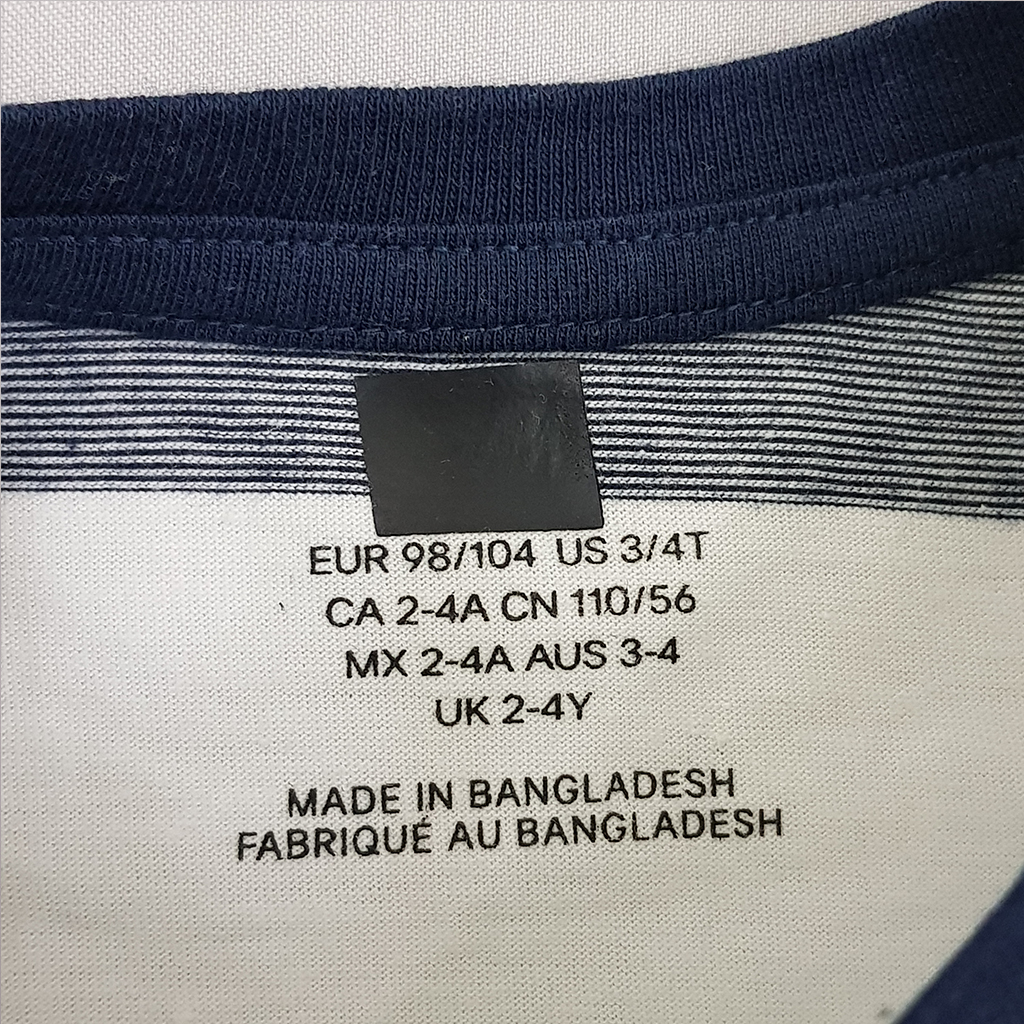 EUR 98/104 US 3/4T
CA 2-4A CN 110/56
MX 2-4A AUS 3-4
UK 2-4Y
MADE IN BANGLADESH
FABRIQUÉ AU BANGLADESH